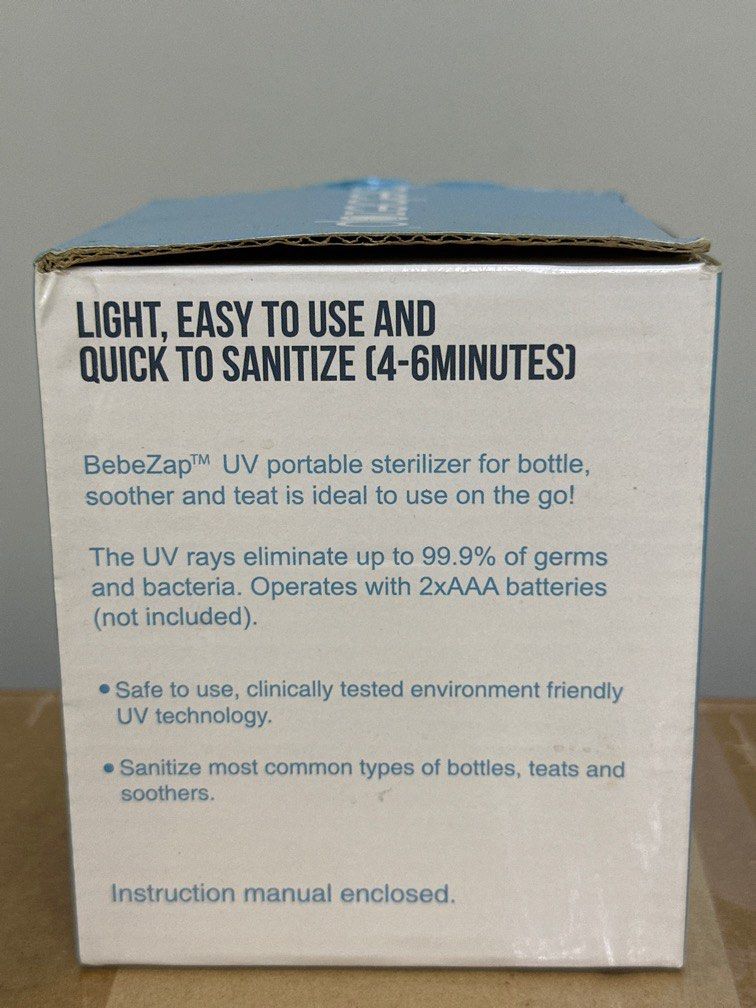 LIGHT, EASY TO USE AND
QUICK TO SANITIZE (4-6MINUTES)
BebeZap™ UV portable sterilizer for bottle,
soother and teat is ideal to use on the go!
The UV rays eliminate up to 99.9% of germs
and bacteria. Operates with 2xAAA batteries
(not included).
• Safe to use, clinically tested environment friendly
UV technology.
• Sanitize most common types of bottles, teats and
soothers.
Instruction manual enclosed.